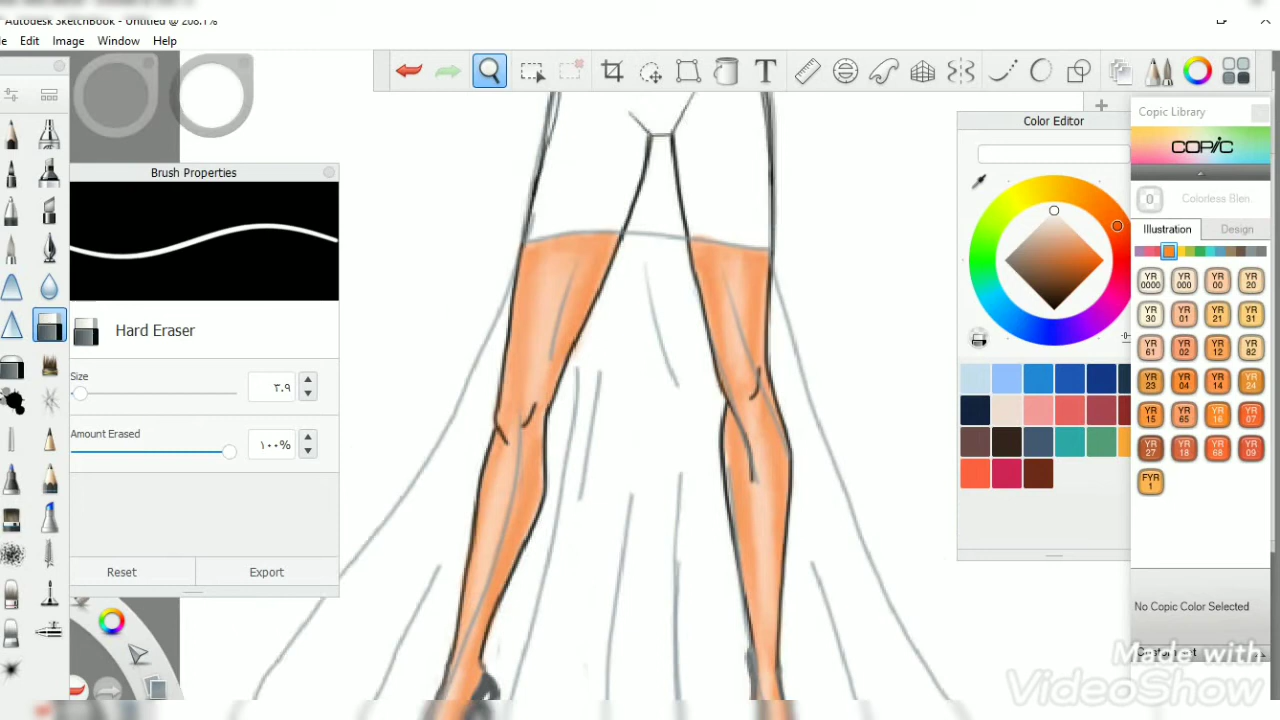 Autodesk SketchBook - Untitled @ 208.1%
Edit Image Window Help
Brush Properties
Hard Eraser
Size
٣.٩
Amount Erased
١٠٠%
Reset Export
Color Editor
Copic Library
COPIC
0 Colorless Blen.
Illustration Design
YR 0000 YR 000 YR 00 YR 20
YR 30 YR 01 YR 21 YR 31
YR 61 YR 02 YR 12 YR 82
YR 23 YR 04 YR 14 YR 24
YR 15 YR 65 YR 16 YR 07
YR 27 YR 18 YR 68 YR 09
FYR 1
No Copic Color Selected
Custom Set
Made with
VideoShow